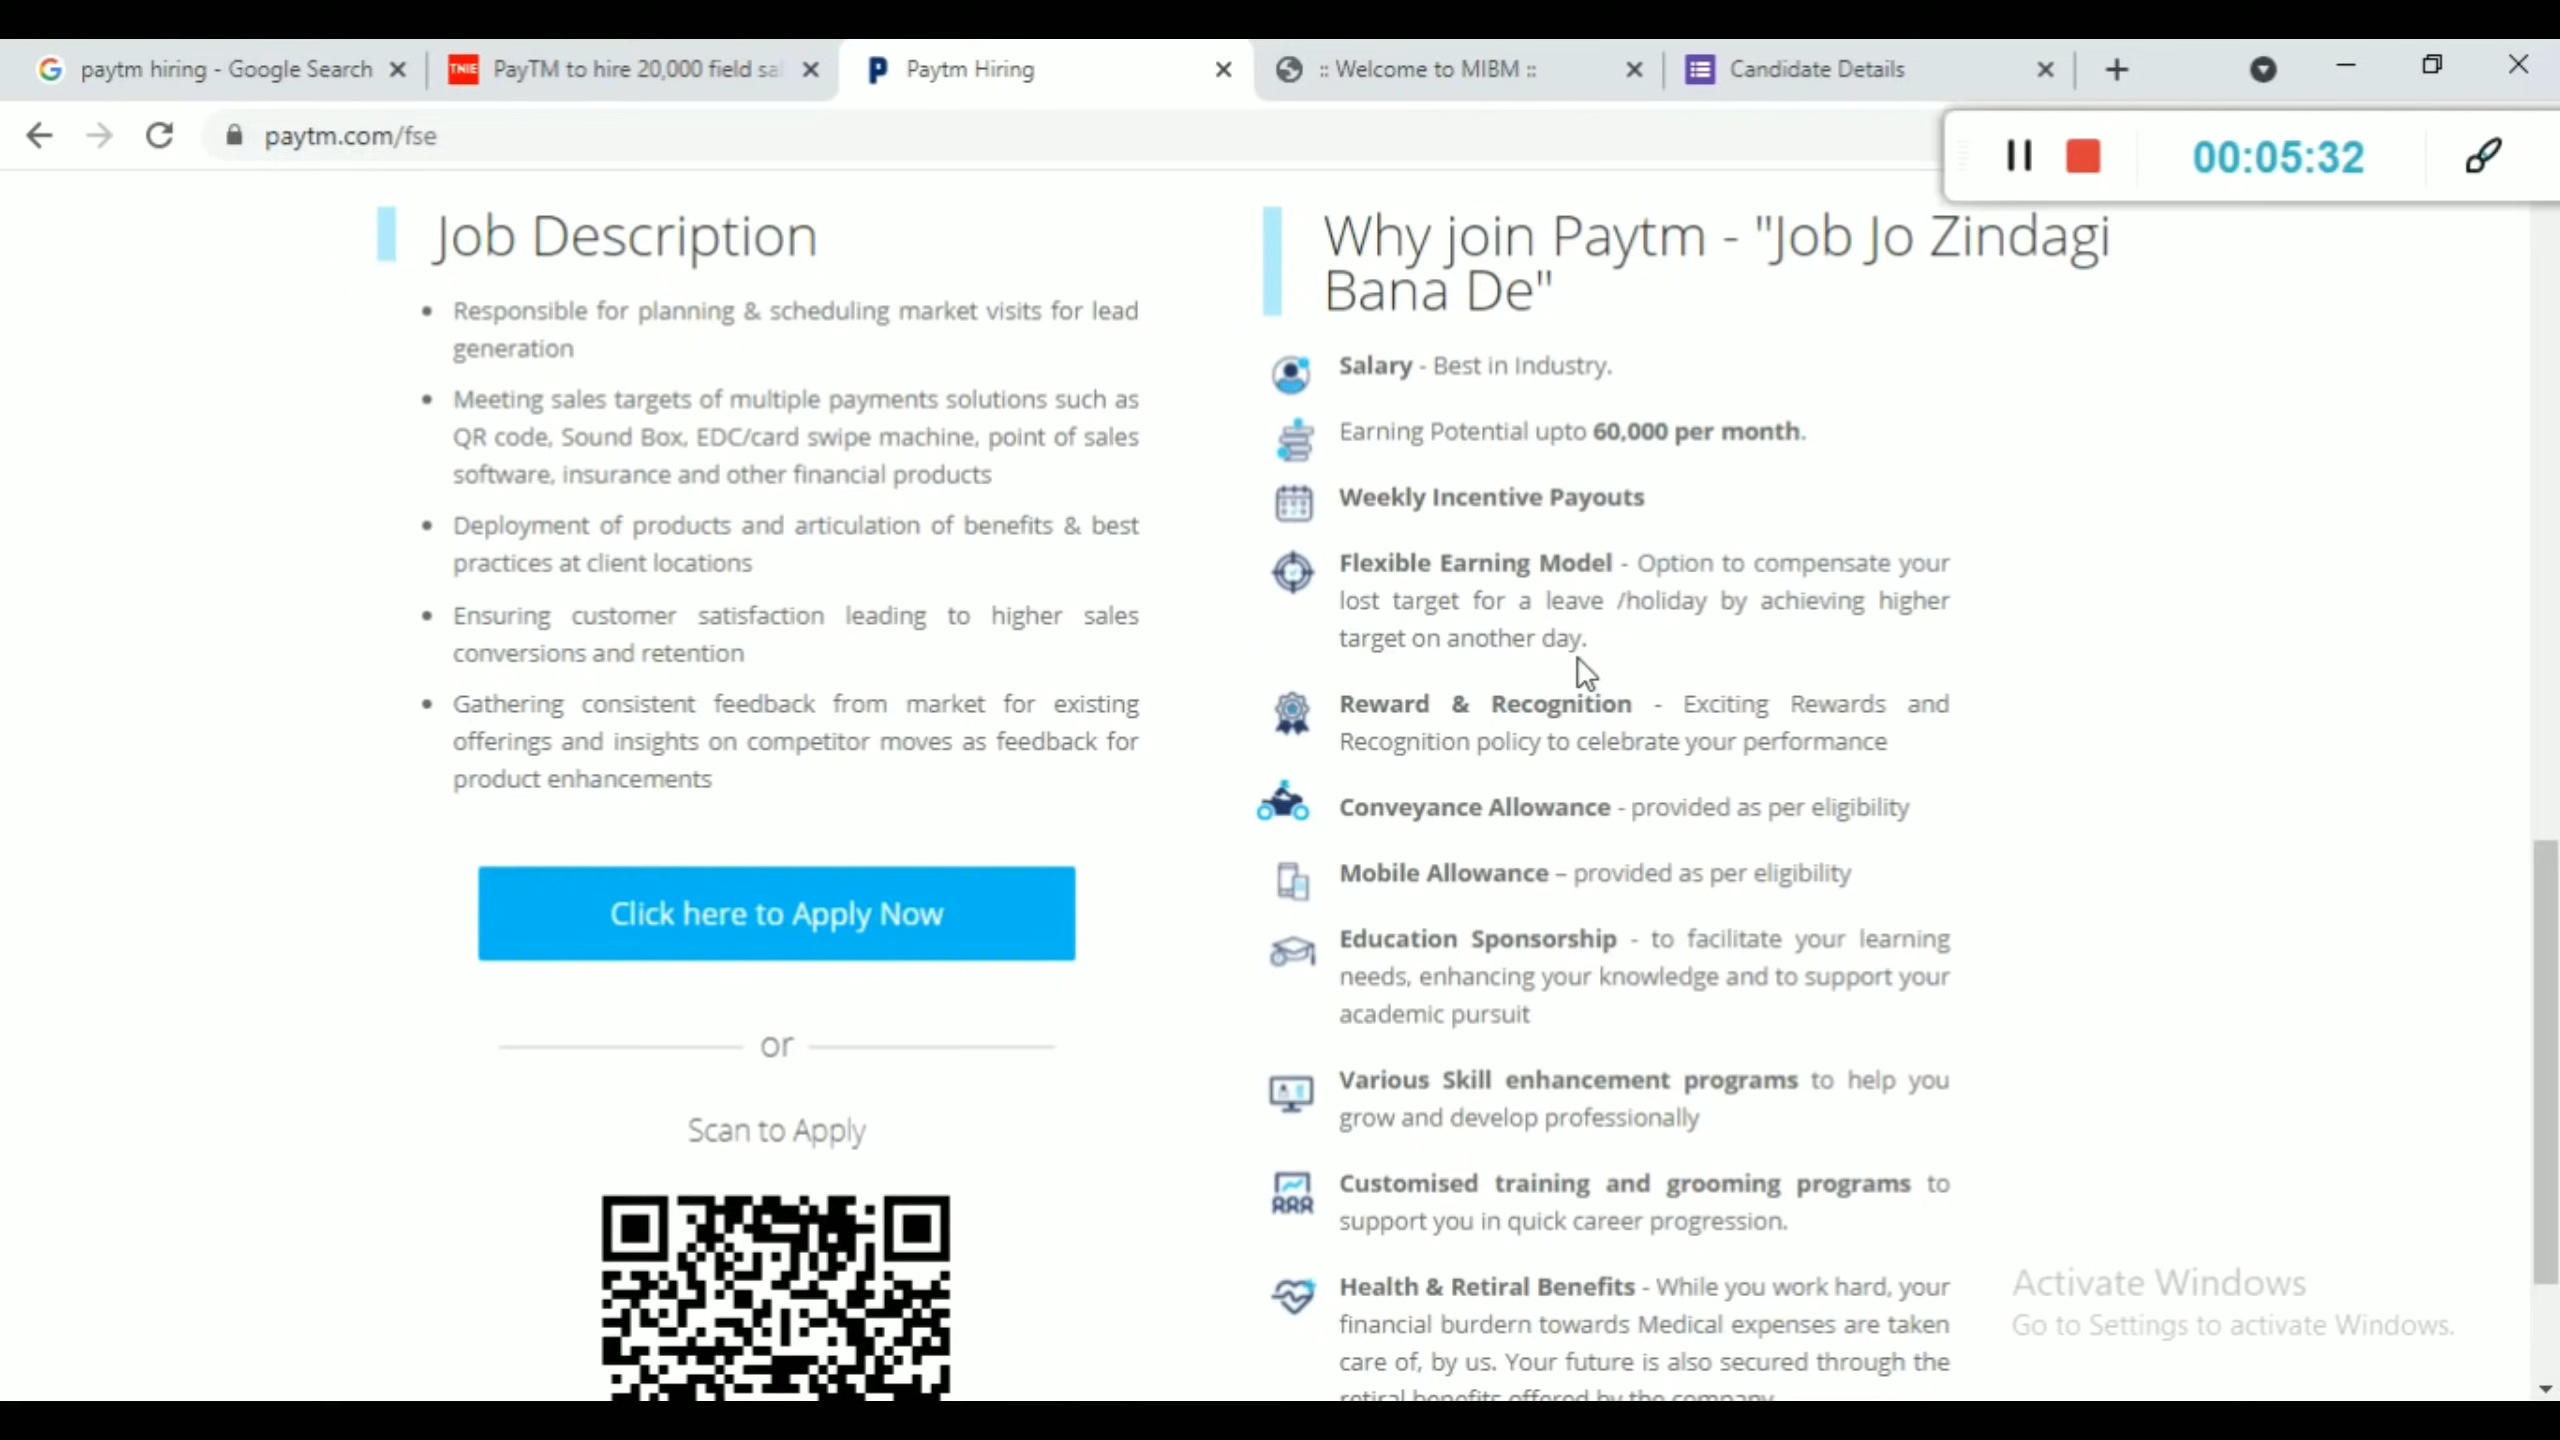 paytm hiring - Google Search
TNIE PayTM to hire 20,000 field sa
Paytm Hiring
:: Welcome to MIBM ::
Candidate Details
paytm.com/fse
00:05:32
Job Description
Responsible for planning & scheduling market visits for lead
generation
Meeting sales targets of multiple payments solutions such as
QR code, Sound Box, EDC/card swipe machine, point of sales
software, insurance and other financial products
Deployment of products and articulation of benefits & best
practices at client locations
Ensuring customer satisfaction leading to higher sales
conversions and retention
Gathering consistent feedback from market for existing
offerings and insights on competitor moves as feedback for
product enhancements
Click here to Apply Now
or
Scan to Apply
Why join Paytm - "Job Jo Zindagi
Bana De"
Salary - Best in Industry.
Earning Potential upto 60,000 per month.
Weekly Incentive Payouts
Flexible Earning Model - Option to compensate your
lost target for a leave /holiday by achieving higher
target on another day.
Reward & Recognition - Exciting Rewards and
Recognition policy to celebrate your performance
Conveyance Allowance - provided as per eligibility
Mobile Allowance – provided as per eligibility
Education Sponsorship - to facilitate your learning
needs, enhancing your knowledge and to support your
academic pursuit
Various Skill enhancement programs to help you
grow and develop professionally
Customised training and grooming programs to
support you in quick career progression.
Health & Retiral Benefits - While you work hard, your
financial burdern towards Medical expenses are taken
care of, by us. Your future is also secured through the
retiral benefits offered by the company
Activate Windows
Go to Settings to activate Windows.